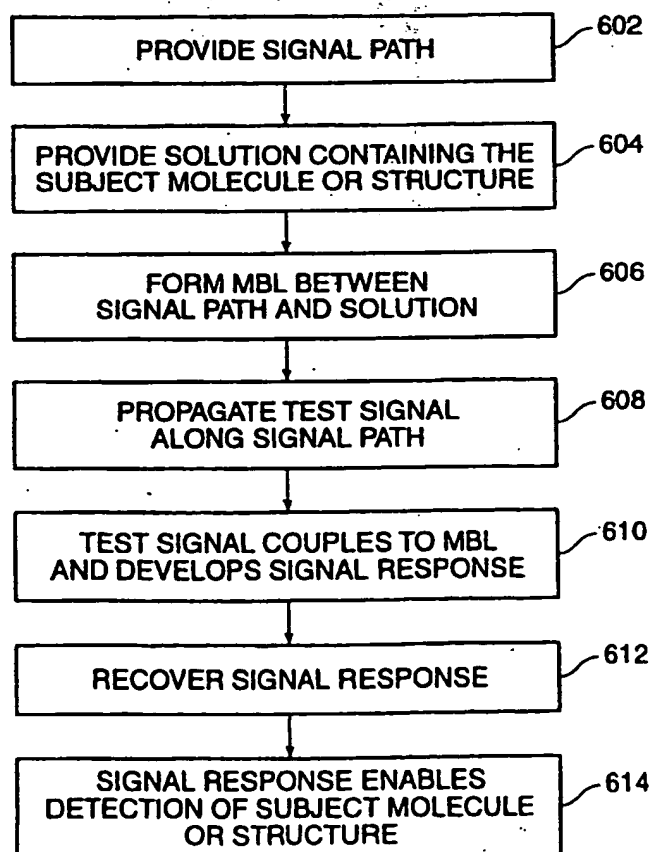 602
PROVIDE SIGNAL PATH
604
PROVIDE SOLUTION CONTAINING THE
SUBJECT MOLECULE OR STRUCTURE
606
FORM MBL BETWEEN
SIGNAL PATH AND SOLUTION
608
PROPAGATE TEST SIGNAL
ALONG SIGNAL PATH
610
TEST SIGNAL COUPLES TO MBL
AND DEVELOPS SIGNAL RESPONSE
612
RECOVER SIGNAL RESPONSE
614
SIGNAL RESPONSE ENABLES
DETECTION OF SUBJECT MOLECULE
OR STRUCTURE